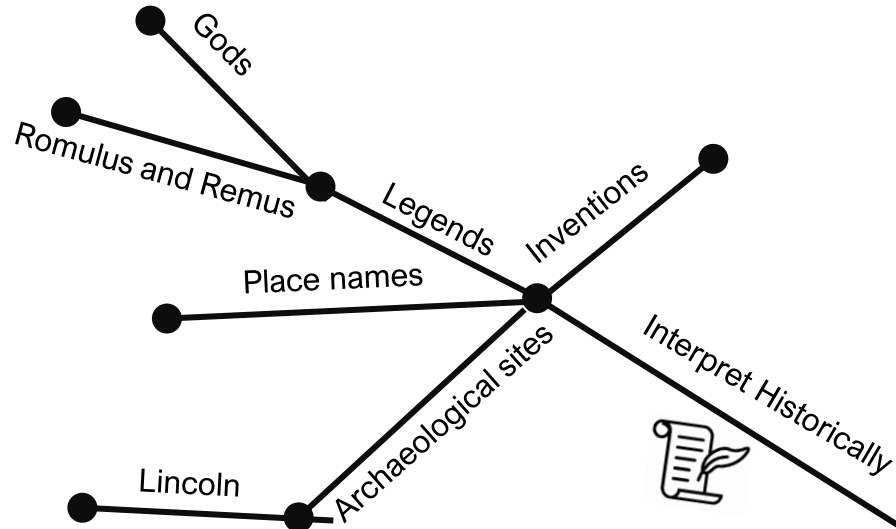 Gods
Romulus and Remus
Legends
Inventions
Place names
Interpret Historically
Archaeological sites
Lincoln